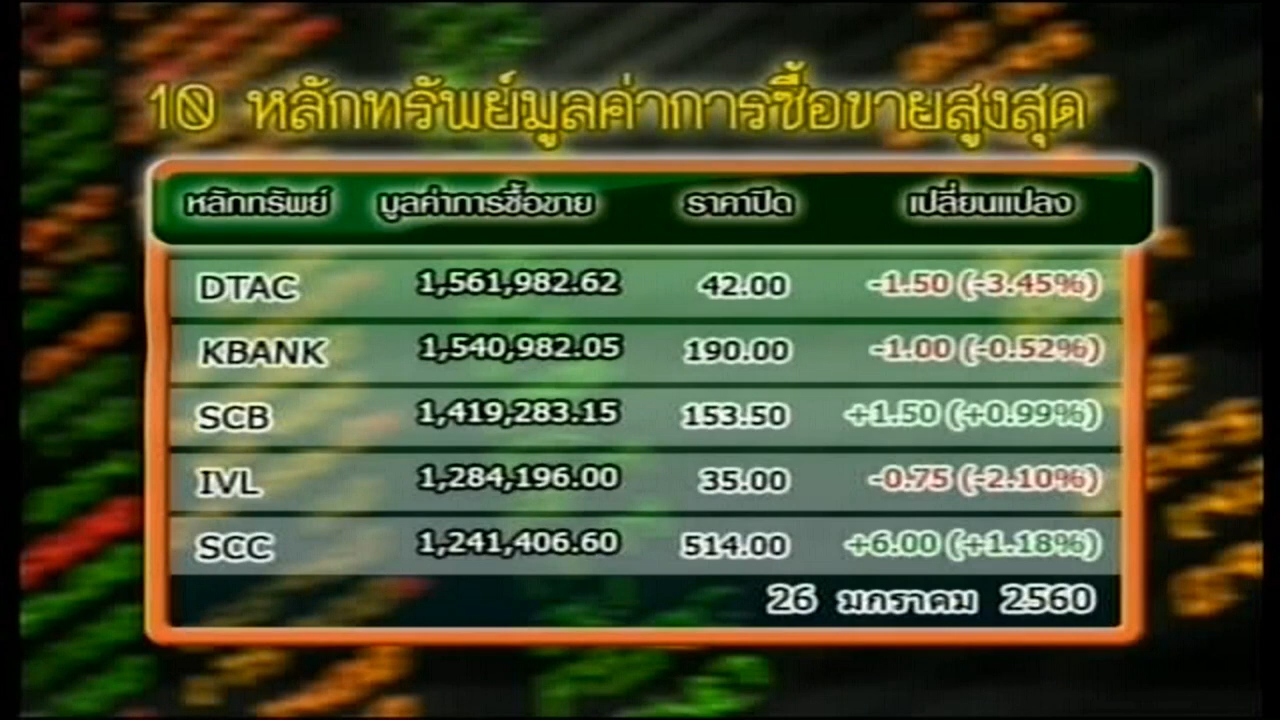 10 หลักทรัพย์มูลค่าการซื้อขายสูงสุด
หลักทรัพย์ มูลค่าการซื้อขาย ราคาปิด เปลี่ยนแปลง
DTAC 1,561,982.62 42.00 -1.50 (-3.45%)
KBANK 1,540,982.05 190.00 -1.00 (-0.52%)
SCB 1,419,283.15 153.50 +1.50 (+0.99%)
IVL 1,284,196.00 35.00 -0.75 (-2.10%)
SCC 1,241,406.60 514.00 +6.00 (+1.18%)
26 มกราคม 2560